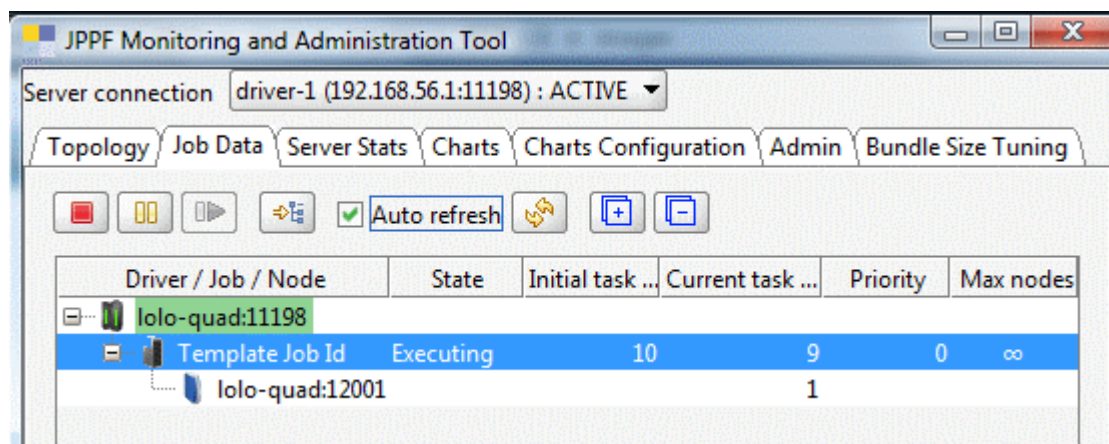 JPPF Monitoring and Administration Tool
Server connection driver-1 (192.168.56.1:11198) : ACTIVE
Topology Job Data Server Stats Charts Charts Configuration Admin Bundle Size Tuning
Auto refresh
Driver / Job / Node State Initial task ... Current task ... Priority Max nodes
lolo-quad:11198
Template Job Id Executing 10 9 0 ∞
lolo-quad:12001 1